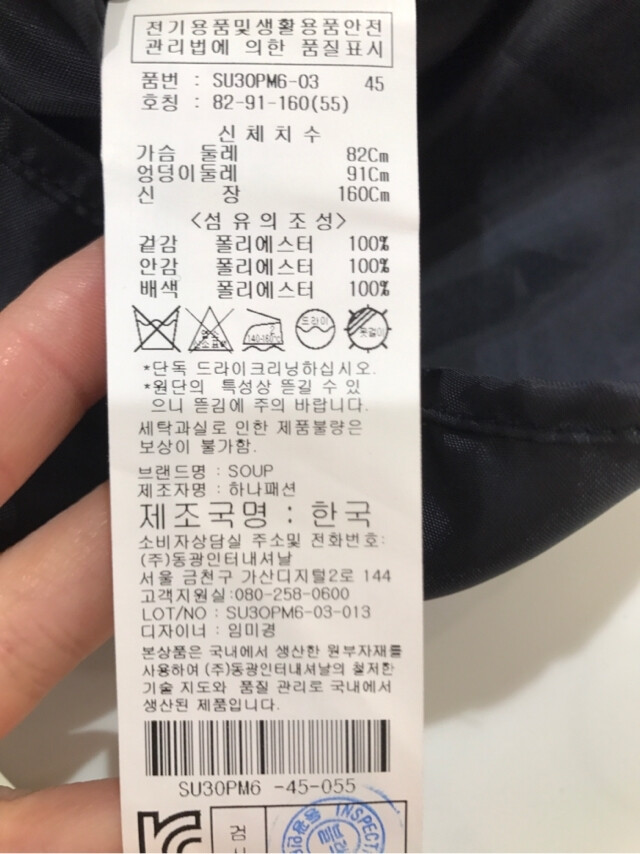 전기용품및생활용품안전
관리법에 의한 품질표시
품번 : SU3OPM6-03 45
호칭 : 82-91-160(55)
신 체 치 수
가슴 둘레 82Cm
엉덩이둘레 91Cm
신 장 160Cm
<섬유의조성>
겉감 폴리에스터 100%
안감 폴리에스터 100%
배색 폴리에스터 100%
140-160℃ 드라이 옷걸이
*단독 드라이크리닝하십시오.
*원단의 특성상 뜯길 수 있
으니 뜯김에 주의 바랍니다.
세탁과실로 인한 제품불량은
보상이 불가함.
브랜드명 : SOUP
제조자명 : 하나패션
제조국명 : 한국
소비자상담실 주소및 전화번호:
(주)동광인터내셔날
서울 금천구 가산디지털2로 144
고객지원실:080-258-0600
LOT/NO : SU3OPM6-03-013
디자이너 : 임미경
본상품은 국내에서 생산한 원부자재를
사용하여 (주)동광인터내셔날의 철저한
기술 지도와 품질 관리로 국내에서
생산된 제품입니다.
SU3OPM6 -45-055
검
INSPECT